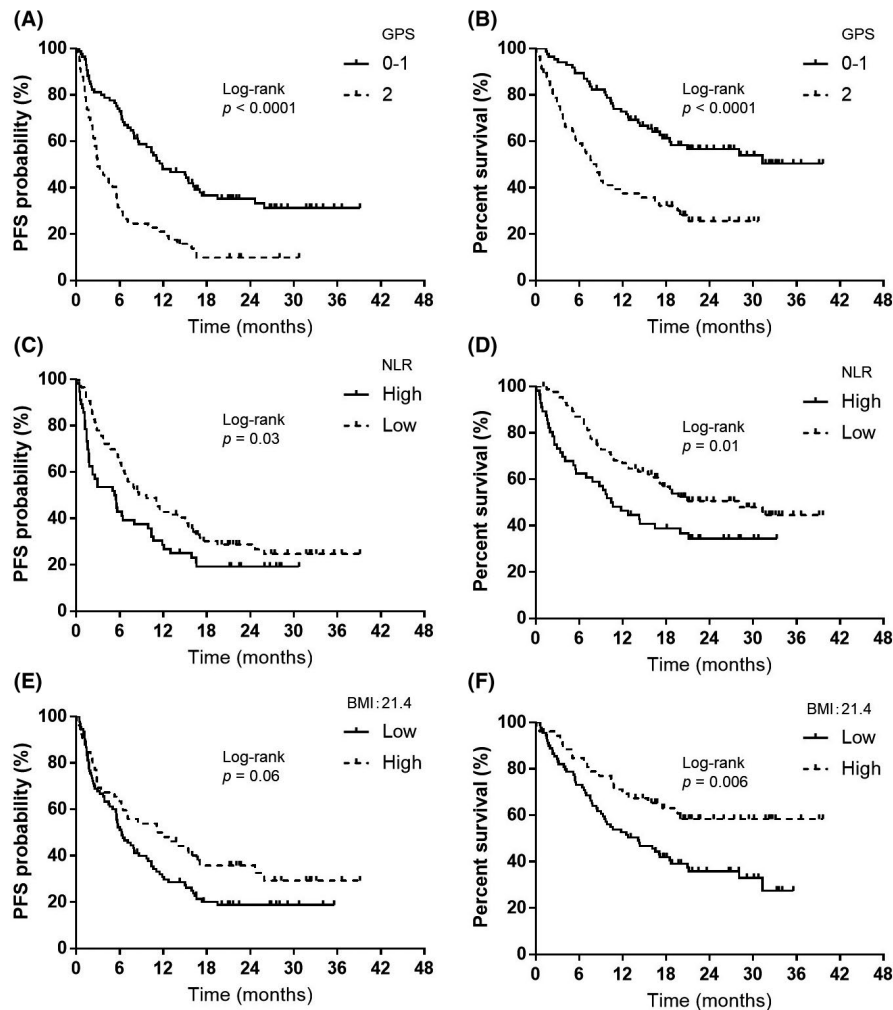 (A)
GPS
0-1
2
Log-rank
p < 0.0001
PFS probability (%)
100
80
60
40
20
0
0 6 12 18 24 30 36 42 48
Time (months)
(B)
GPS
0-1
2
Log-rank
p < 0.0001
Percent survival (%)
100
80
60
40
20
0
0 6 12 18 24 30 36 42 48
Time (months)
(C)
NLR
High
Low
Log-rank
p = 0.03
PFS probability (%)
100
80
60
40
20
0
0 6 12 18 24 30 36 42 48
Time (months)
(D)
NLR
High
Low
Log-rank
p = 0.01
Percent survival (%)
100
80
60
40
20
0
0 6 12 18 24 30 36 42 48
Time (months)
(E)
BMI:21.4
Low
High
Log-rank
p = 0.06
PFS probability (%)
100
80
60
40
20
0
0 6 12 18 24 30 36 42 48
Time (months)
(F)
BMI:21.4
Low
High
Log-rank
p = 0.006
Percent survival (%)
100
80
60
40
20
0
0 6 12 18 24 30 36 42 48
Time (months)